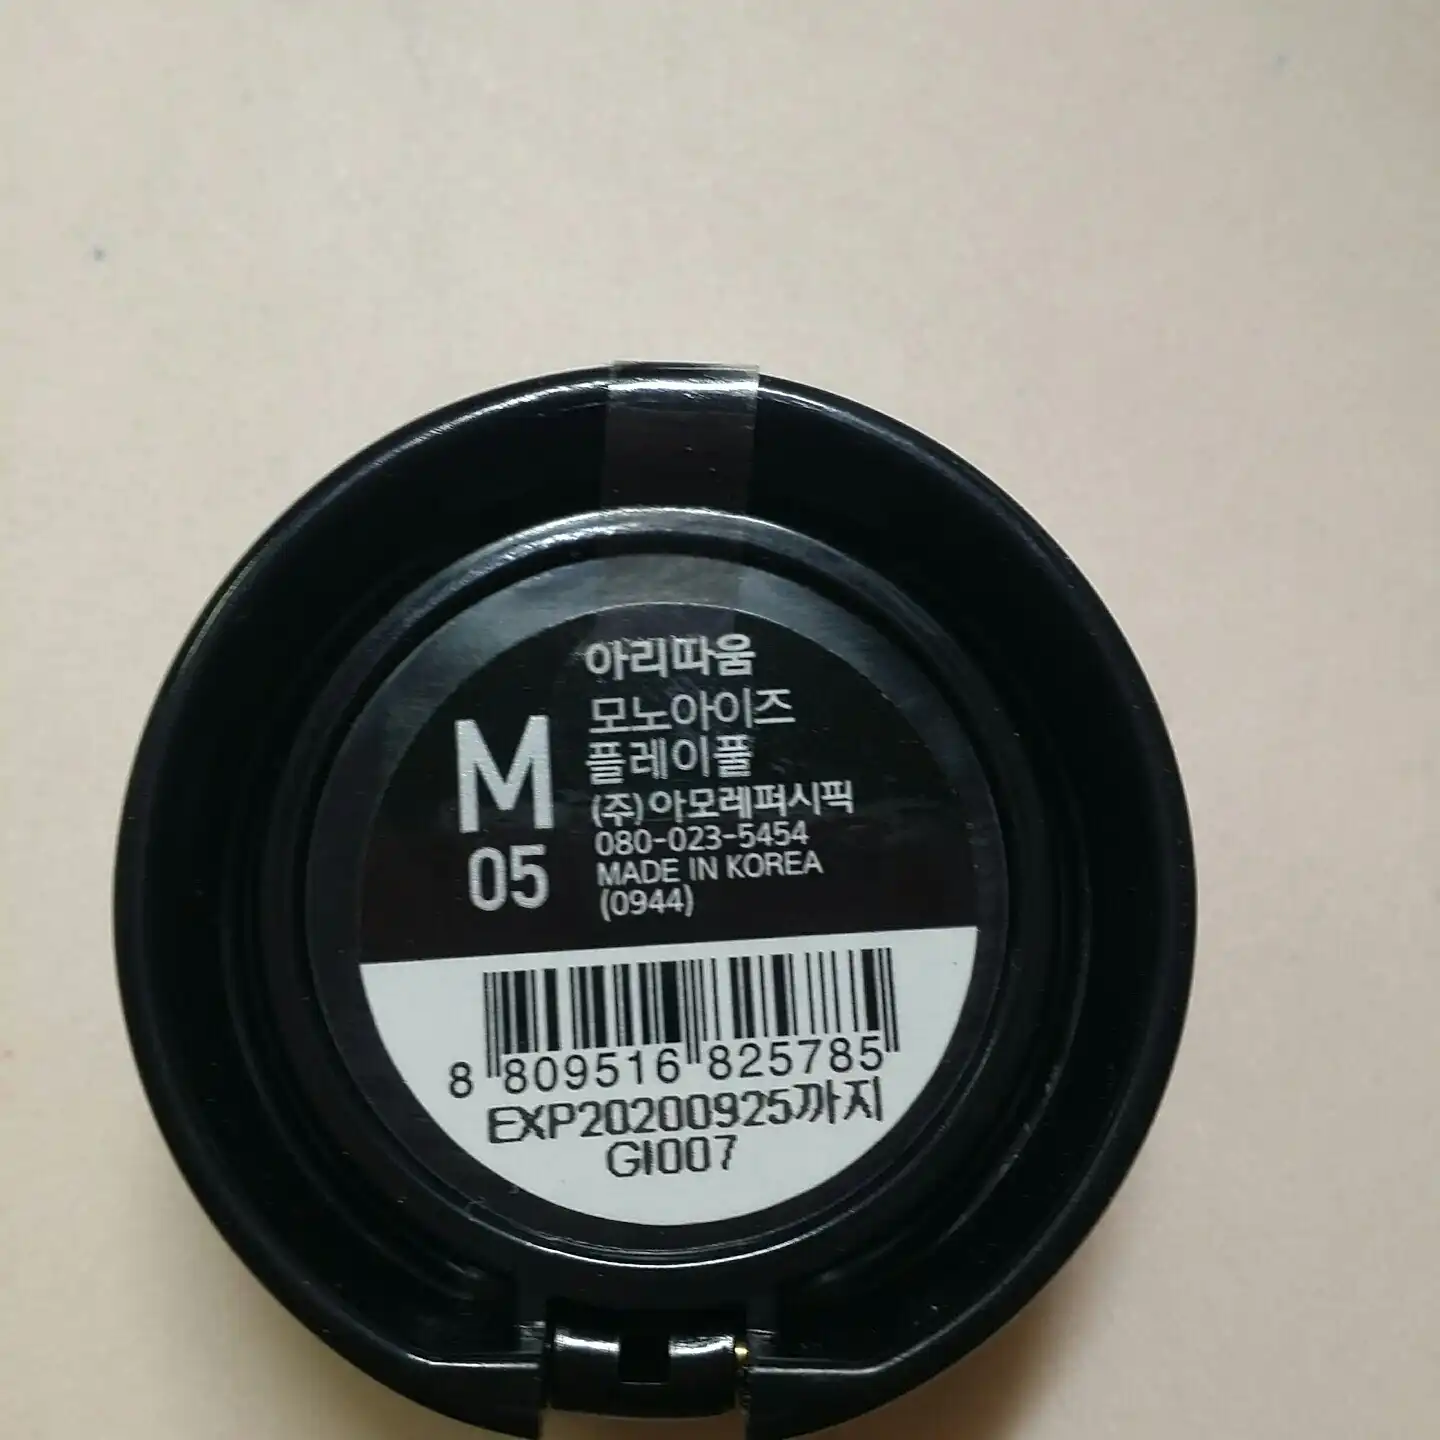 아리따움
모노아이즈
플레이풀
M
05
(주)아모레퍼시픽
080-023-5454
MADE IN KOREA
(0944)
8 809516 825785
EXP20200925까지
GI007